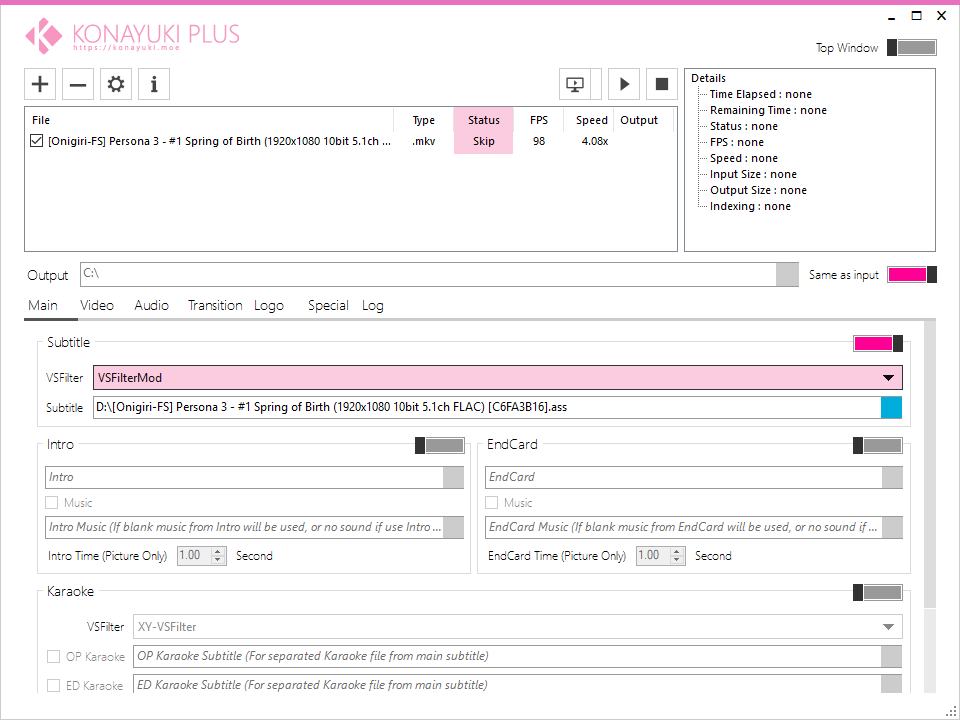 KONAYUKI PLUS
https://konayuki.moe
Top Window
File Type Status FPS Speed Output
[Onigiri-FS] Persona 3 - #1 Spring of Birth (1920x1080 10bit 5.1ch ... .mkv Skip 98 4.08x
Details
Time Elapsed : none
Remaining Time : none
Status : none
FPS : none
Speed : none
Input Size : none
Output Size : none
Indexing : none
Output C:\ Same as input
Main Video Audio Transition Logo Special Log
Subtitle
VSFilter VSFilterMod
Subtitle D:\[Onigiri-FS] Persona 3 - #1 Spring of Birth (1920x1080 10bit 5.1ch FLAC) [C6FA3B16].ass
Intro
Intro
Music
Intro Music (If blank music from Intro will be used, or no sound if use Intro ...
Intro Time (Picture Only) 1.00 Second
EndCard
EndCard
Music
EndCard Music (If blank music from EndCard will be used, or no sound if ...
EndCard Time (Picture Only) 1.00 Second
Karaoke
VSFilter XY-VSFilter
OP Karaoke OP Karaoke Subtitle (For separated Karaoke file from main subtitle)
ED Karaoke ED Karaoke Subtitle (For separated Karaoke file from main subtitle)